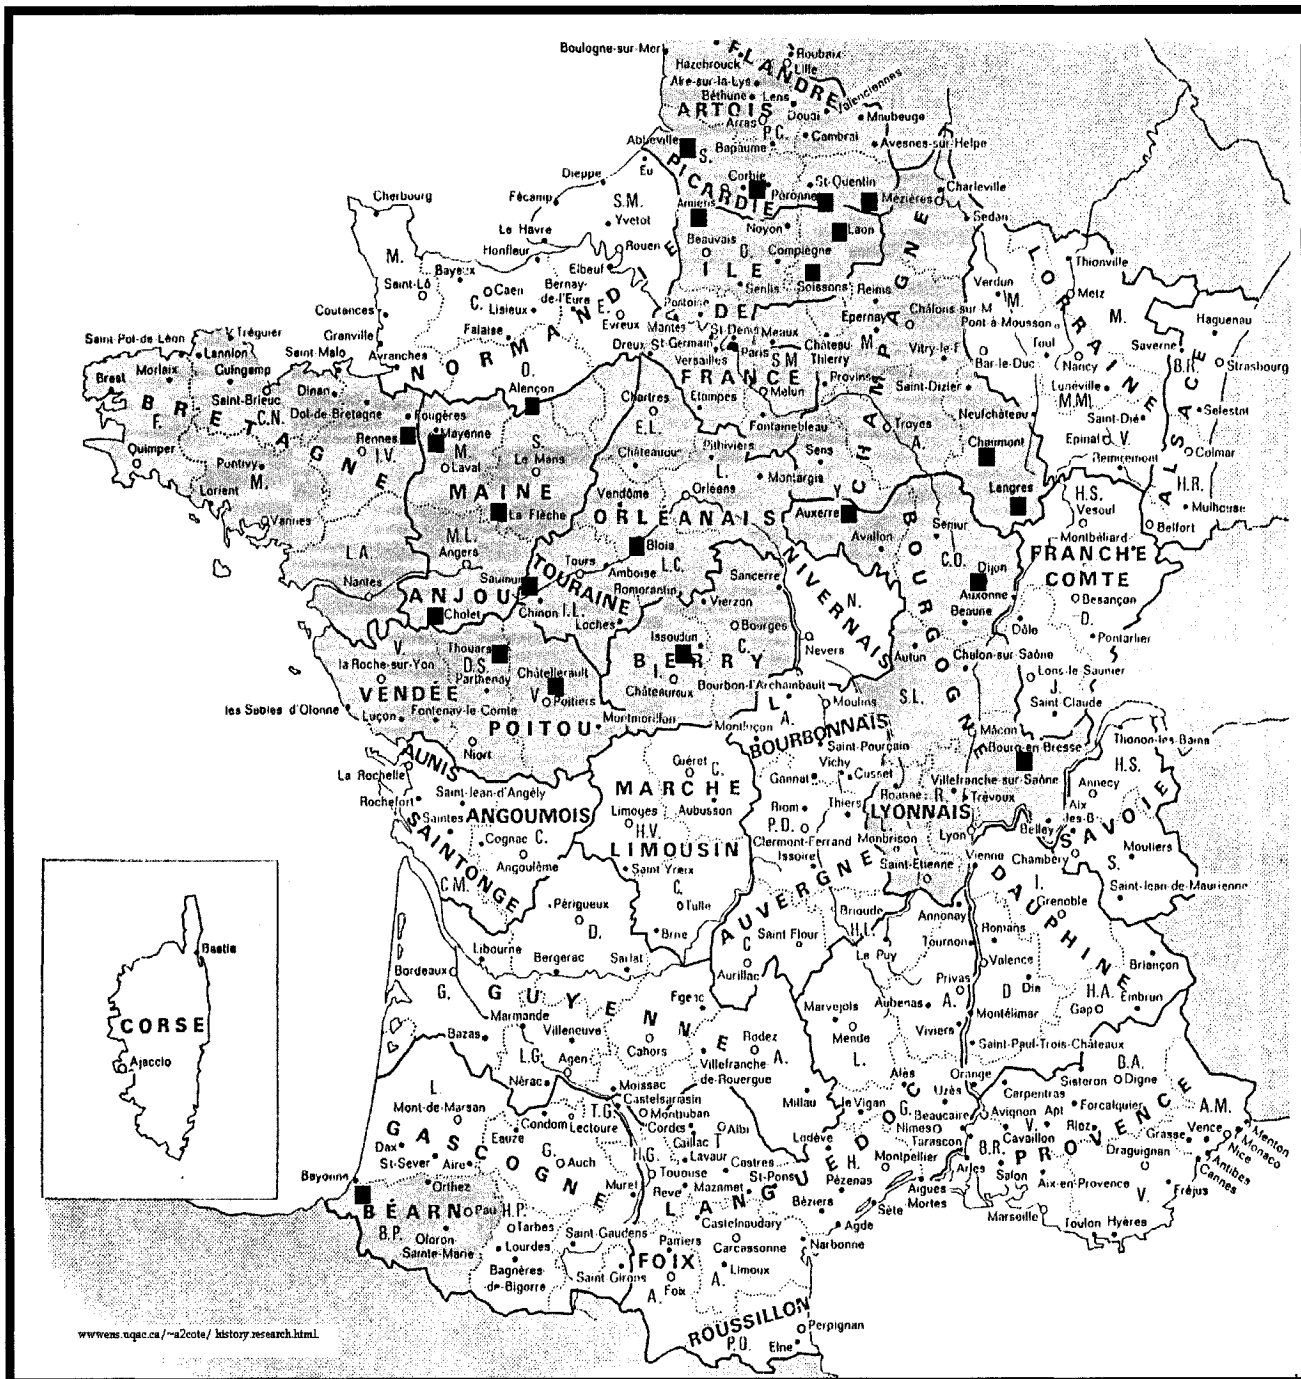 Boulogne-sur-Mer
FLANDRE
Roubaix
Lille
Hazebrouck
Aire-sur-la-Lys
Béthune
Lens
Valenciennes
Douai
Maubeuge
ARTOIS
Arras
P.C.
Cambrai
Avesnes-sur-Helpe
Abbeville
S.
Bapaume
Eu
Dieppe
PICARDIE
Corbie
Péronne
St-Quentin
Charleville
Mézières
Sedan
Cherbourg
Fécamp
S.M.
Yvetot
Amiens
Noyon
Laon
Le Havre
Rouen
Beauvais
O.
Compiègne
Honfleur
M.
Bayeux
Elbeuf
ILE
Soissons
Saint-Lô
Caen
C.
Lisieux
Bernay-
de-l'Eure
Senlis
Reims
Verdun
M.
Thionville
Metz
LORRAINE
Pontoise
DE
Coutances
Evreux
Mantes
St-Denis
Meaux
Epernay
Châlons-sur-M
Pont-à-Mousson
M.
Haguenau
Granville
Falaise
Dreux
St-Germain
Paris
Château
Thierry
M.
Vitry-le-F
Toul
Saverne
Strasbourg
Saint-Pol-de-Léon
Tréguier
Lannion
Saint-Malo
Avranches
NORMANDIE
O.
Versailles
S.M
Bar-le-Duc
Nancy
B.R.
Brest
Morlaix
Guingamp
Dinan
Alençon
FRANCE
Melun
Provins
Saint-Dizier
Lunéville
M.M.
ALSACE
Saint-Brieuc
C.N.
Dol-de-Bretagne
Fougères
Chartres
Etampes
CHAMPAGNE
Neufchâteau
Saint-Dié
Sélestat
BRETAGNE
F.
Rennes
I.V.
Mayenne
M.
Laval
S.
Le Mans
E.L.
Fontainebleau
Troyes
A.
Chaumont
Epinal
V.
Colmar
Quimper
Pontivy
M.
Châteaudun
Pithiviers
L.
Sens
Remiremont
H.R.
Lorient
MAINE
Vendôme
Orléans
Montargis
Y
Langres
H.S.
Vesoul
Mulhouse
Vannes
La Flèche
ORLÉANAIS
Auxerre
Semur
Belfort
L.A
M.L.
Angers
Blois
L.C.
Avallon
C.O.
Dijon
Montbéliard
FRANCHE
COMTE
Nantes
Saumur
Tours
Amboise
TOURAINE
Romorantin
Sancerre
NIVERNAIS
BOURGOGNE
Auxonne
Besançon
ANJOU
Cholet
Chinon
I.L.
Loches
Vierzon
N.
Beaune
Dôle
D.
Bourges
Pontarlier
V.
Thouars
D.S.
Issoudun
C.
Nevers
Autun
Chalon-sur-Saône
Lons-le-Saunier
la Roche-sur-Yon
Parthenay
Châtellerault
BERRY
I.
J.
VENDÉE
V
Poitiers
Châteauroux
Bourbon-l'Archambault
Moulins
S.L.
Saint-Claude
les Sables d'Olonne
Luçon
Fontenay-le-Comte
POITOU
Montmorillon
Montluçon
L
A.
BOURBONNAIS
Mâcon
Bourg-en-Bresse
Thonon-les-Bains
Niort
AUNIS
Guéret
C.
Saint-Pourçain
Vichy
Cusset
Villefranche-sur-Saône
H.S.
La Rochelle
Saint-Jean-d'Angély
MARCHE
Gannat
Roanne
R.
Trévoux
Annecy
Rochefort
ANGOUMOIS
Limoges
H.V.
Aubusson
Riom
P.D.
Thiers
LYONNAIS
L.
Aix
les-B
Belley
SAVOIE
Saintes
SAINTONGE
Cognac
C.
LIMOUSIN
Clermont-Ferrand
Issoire
Montbrison
Lyon
Vienne
Chambéry
Moutiers
S.
Angoulême
Saint Yrieix
Saint-Etienne
I.
Saint-Jean-de-Maurienne
C.M.
C.
Tulle
AUVERGNE
Grenoble
Périgueux
D.
Brioude
H.L.
Annonay
DAUPHINE
Bastia
Libourne
Brive
Saint Flour
C
Tournon
Romans
Bordeaux
Bergerac
Sarlat
Aurillac
Le Puy
Valence
Briançon
G.
GUYENNE
Figeac
Privas
A.
D
Die
H.A.
CORSE
Marmande
Marvejols
Aubenas
Embrun
Gap
Bazas
Villeneuve
Cahors
Rodez
A.
Mende
Viviers
Montélimar
Ajaccio
L.G.
Agen
Villefranche
de-Rouergue
L.
Saint-Paul-Trois-Châteaux
Nérac
Moissac
Castelsarrasin
Alès
Orange
B.A.
Sisteron
Digne
L
T.G.
Montauban
Millau
le Vigan
Uzès
Carpentras
Mont-de-Marsan
Condom
Lectoure
Cordes
Albi
G.
Beaucaire
Avignon
Apt
Forcalquier
A.M.
GASCOGNE
Eauze
Gaillac
T
Nîmes
V.
Riez
Menton
Monaco
Dax
G.
H.G.
Lavaur
Lodève
Tarascon
Cavaillon
Grasse
Vence
Nice
St-Sever
Aire
Auch
Castres
H.
Montpellier
B.R.
PROVENCE
Draguignan
Antibes
Cannes
Toulouse
St-Pons
Pézenas
Arles
Salon
Bayonne
Orthez
Muret
Revel
Mazamet
LANGUEDOC
Béziers
Aigues
Mortes
Aix-en-Provence
V.
Fréjus
BÉARN
Pau
H.P.
Sète
Marseille
B.P.
Oloron
Sainte-Marie
Tarbes
Saint-Gaudens
Castelnaudary
Agde
Toulon
Hyères
Lourdes
Pamiers
Carcassonne
Narbonne
Bagnères
-de-Bigorre
Saint-Girons
FOIX
Foix
A.
A.
Limoux
ROUSSILLON
P.O.
Perpignan
Elne
wwwens.uqac.ca/~a2cote/ history.research.html